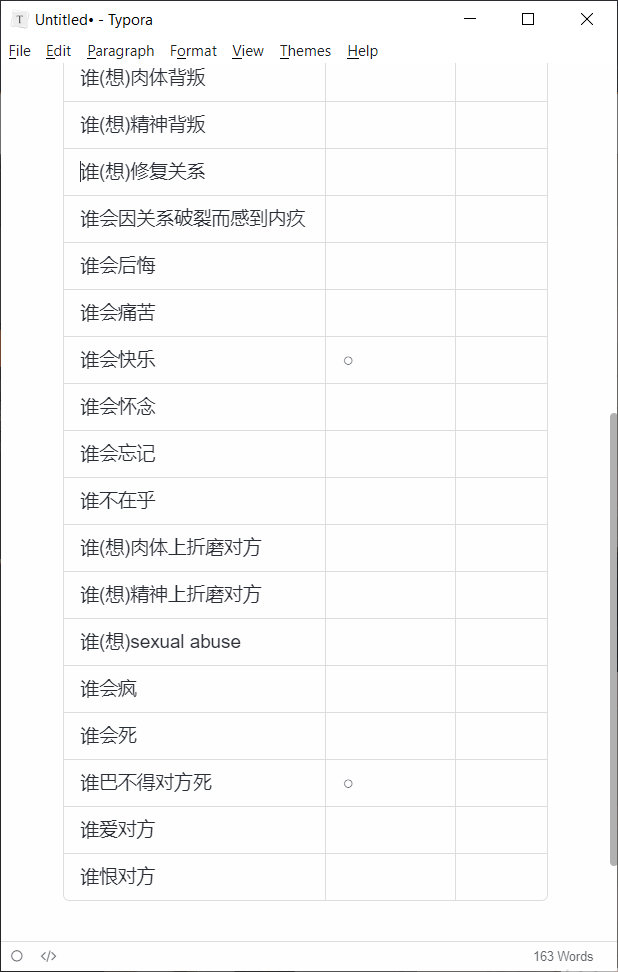 Untitled• - Typora
File Edit Paragraph Format View Themes Help
谁(想)肉体背叛
谁(想)精神背叛
谁(想)修复关系
谁会因关系破裂而感到内疚
谁会后悔
谁会痛苦
谁会快乐 ○
谁会怀念
谁会忘记
谁不在乎
谁(想)肉体上折磨对方
谁(想)精神上折磨对方
谁(想)sexual abuse
谁会疯
谁会死
谁巴不得对方死 ○
谁爱对方
谁恨对方
163 Words